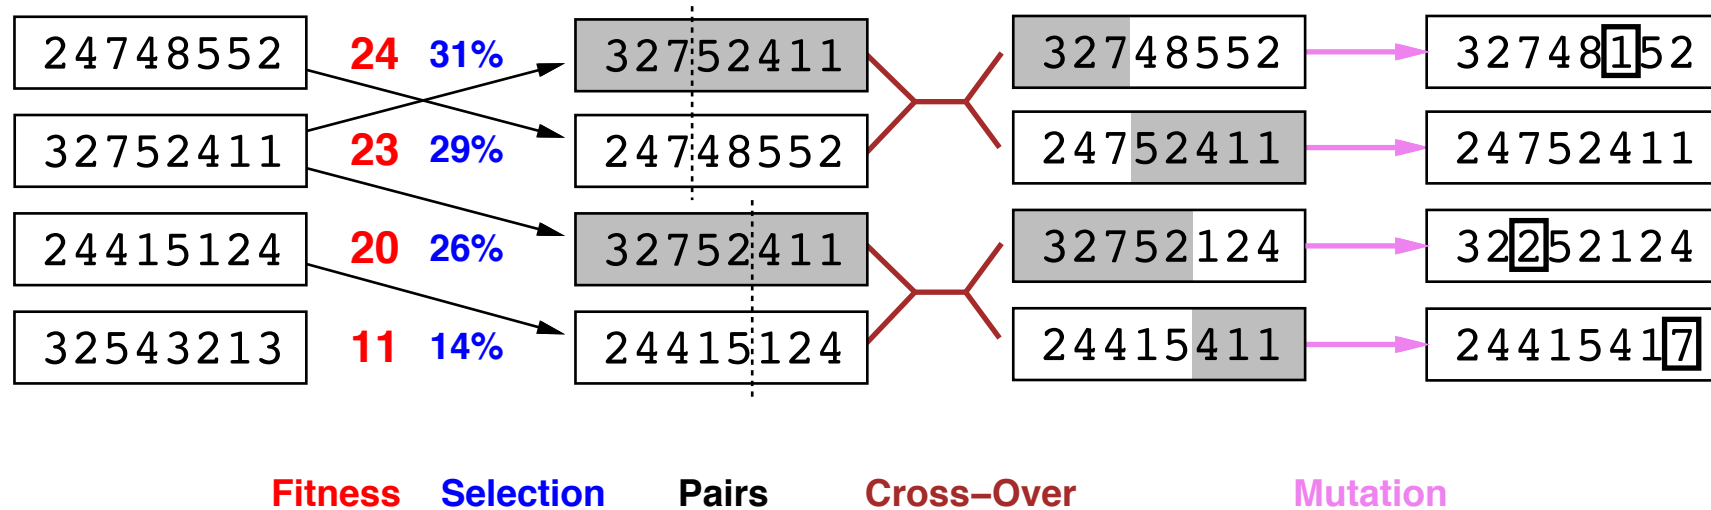 24748552 24 31% 32752411 32748552 32748152
32752411 23 29% 24748552 24752411 24752411
24415124 20 26% 32752411 32752124 32252124
32543213 11 14% 24415124 24415411 24415417
Fitness Selection Pairs Cross–Over Mutation